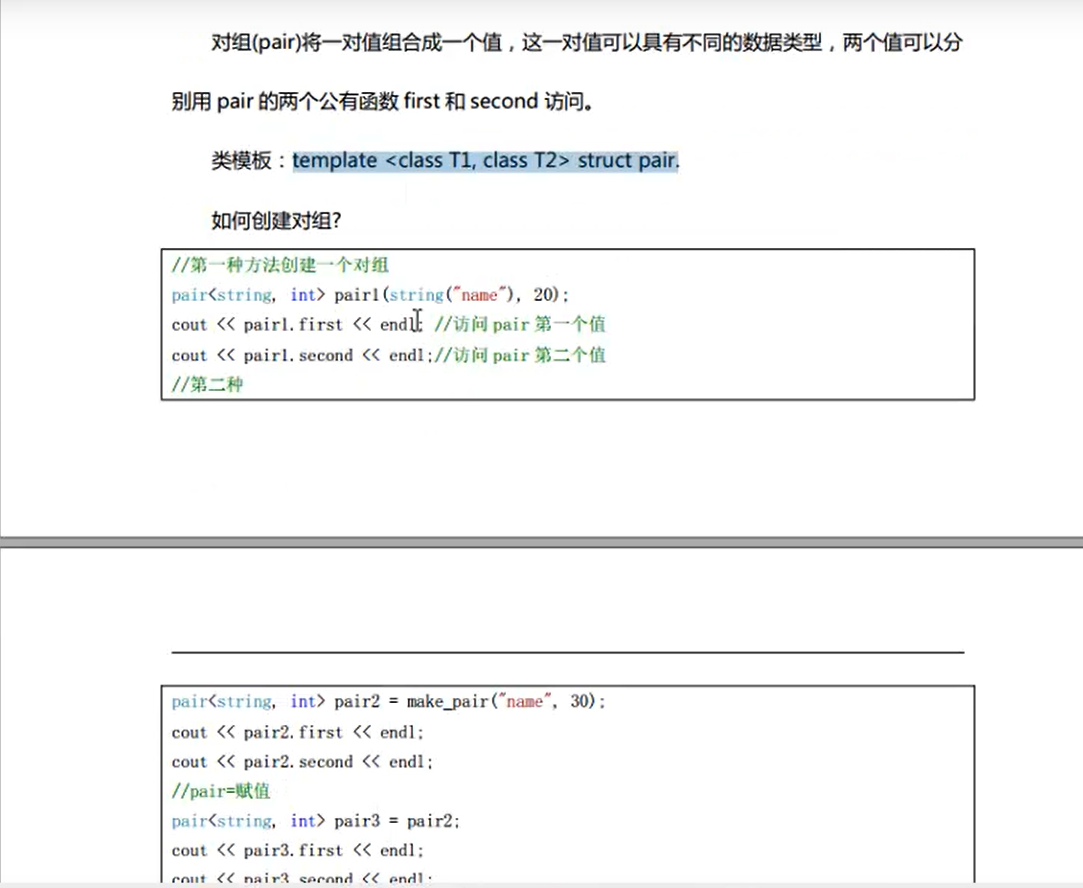 对组(pair)将一对值组合成一个值，这一对值可以具有不同的数据类型，两个值可以分
别用 pair 的两个公有函数 first 和 second 访问。
类模板：template <class T1, class T2> struct pair.
如何创建对组?
//第一种方法创建一个对组
pair<string, int> pair1(string("name"), 20);
cout << pair1.first << endl; //访问 pair 第一个值
cout << pair1.second << endl;//访问 pair 第二个值
//第二种
pair<string, int> pair2 = make_pair("name", 30);
cout << pair2.first << endl;
cout << pair2.second << endl;
//pair=赋值
pair<string, int> pair3 = pair2;
cout << pair3.first << endl;
cout << pair3.second << endl;